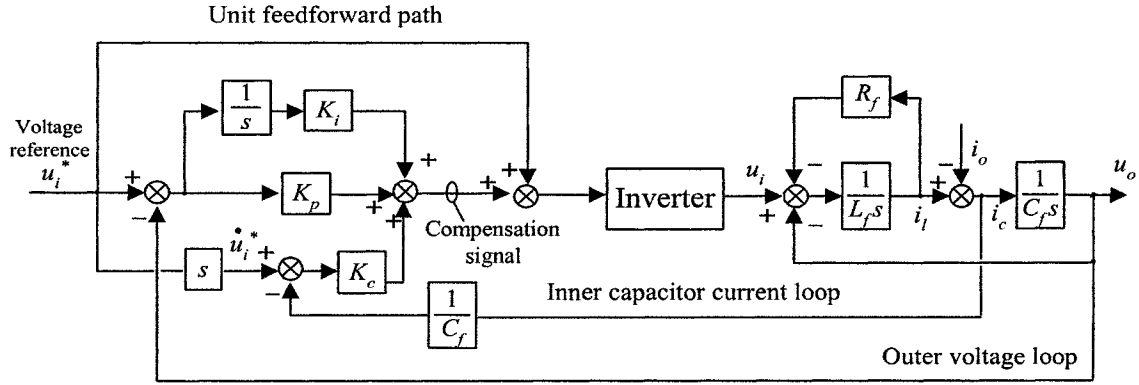 Unit feedforward path
1
s
K_i
R_f
Voltage
reference
u_i^*
+
−
K_p
+
+
+
+
+
Compensation
signal
Inverter
u_i
+
−
−
1
L_f s
i_l
+
−
i_o
i_c
1
C_f s
u_o
s
u̇_i^*
+
−
K_c
1
C_f
Inner capacitor current loop
Outer voltage loop